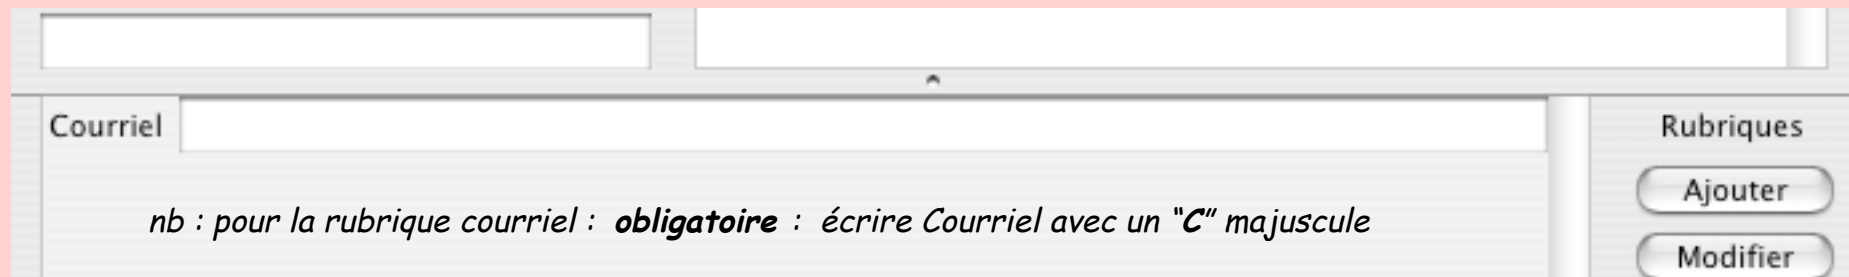 Courriel
Rubriques
Ajouter
nb : pour la rubrique courriel : obligatoire : écrire Courriel avec un “C” majuscule
Modifier